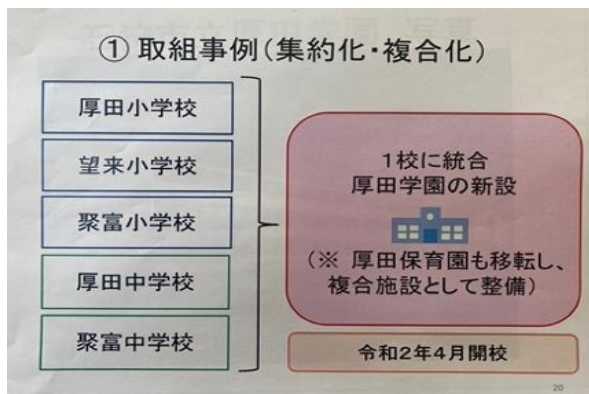 ① 取組事例(集約化・複合化)
厚田小学校
望来小学校
聚富小学校
厚田中学校
聚富中学校
1校に統合
厚田学園の新設
(※ 厚田保育園も移転し、
複合施設として整備)
令和2年4月開校
20